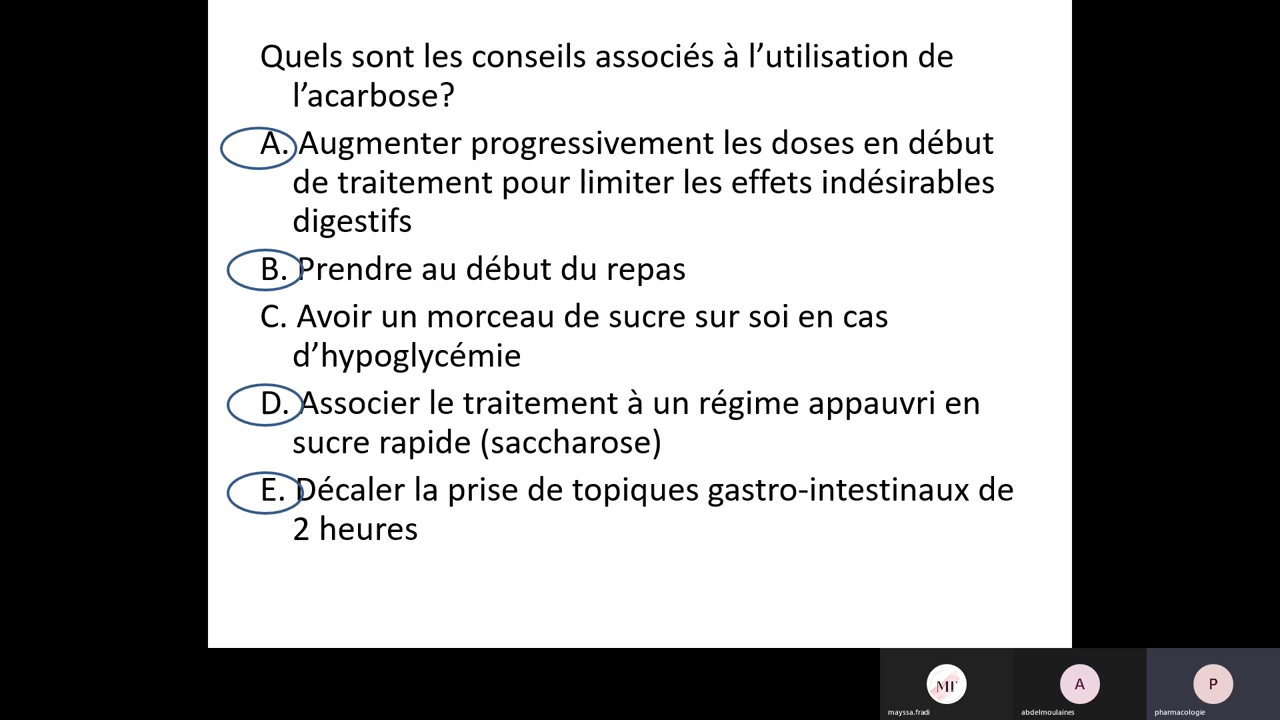 Quels sont les conseils associés à l’utilisation de
l’acarbose?
A. Augmenter progressivement les doses en début
de traitement pour limiter les effets indésirables
digestifs
B. Prendre au début du repas
C. Avoir un morceau de sucre sur soi en cas
d’hypoglycémie
D. Associer le traitement à un régime appauvri en
sucre rapide (saccharose)
E. Décaler la prise de topiques gastro-intestinaux de
2 heures
MF A P
mayssa.fradi abdelmoulaines pharmacologie